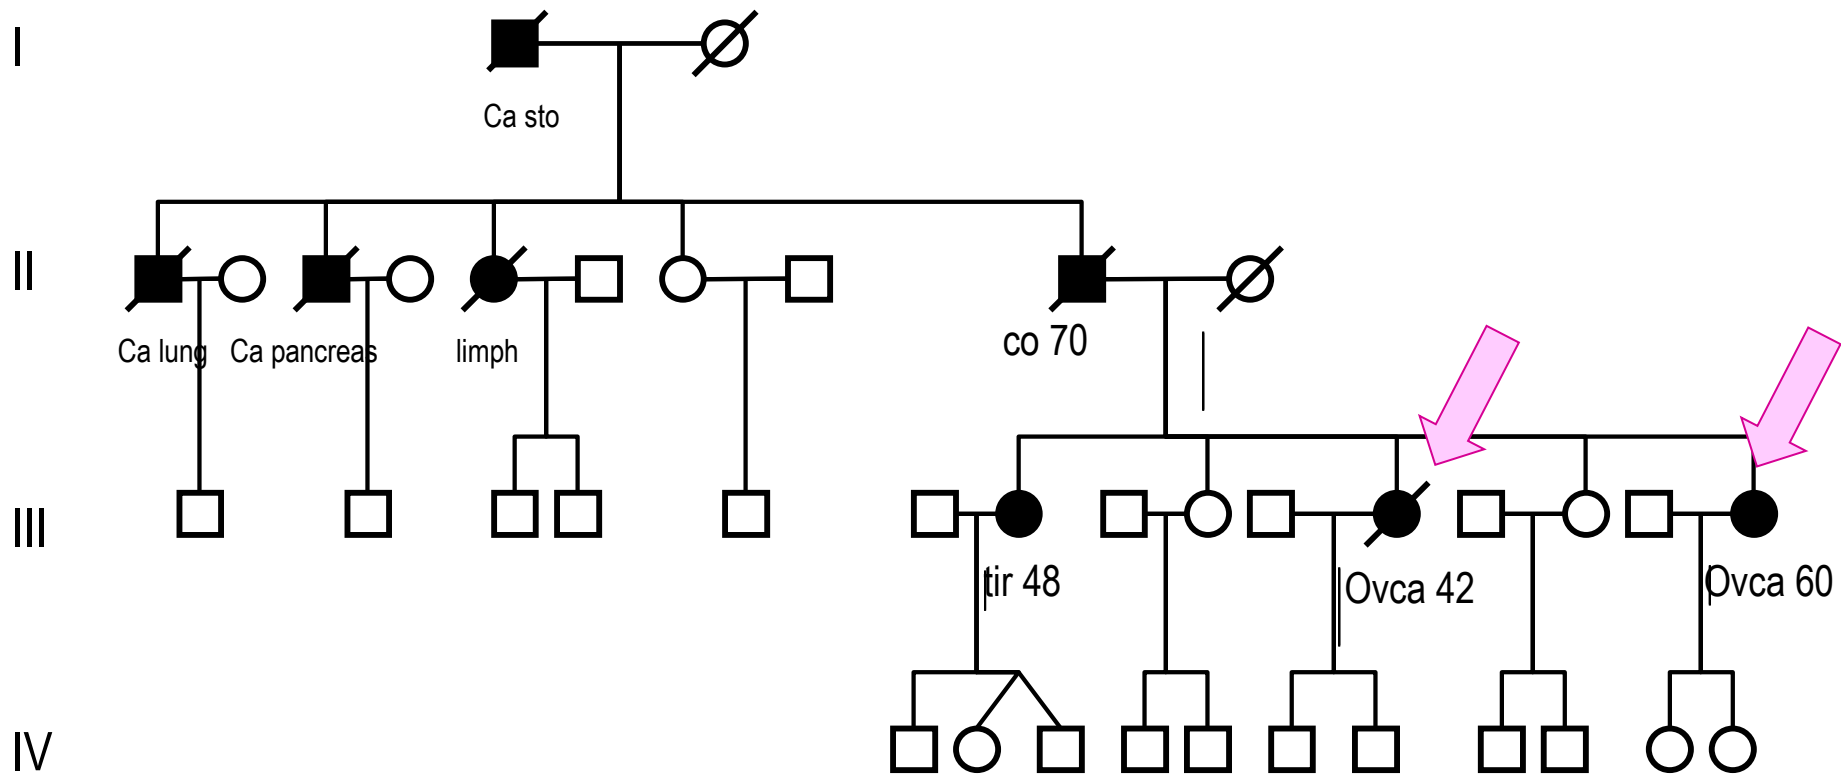 I
Ca sto
II
Ca lung
Ca pancreas
limph
co 70
III
tir 48
Ovca 42
Ovca 60
IV